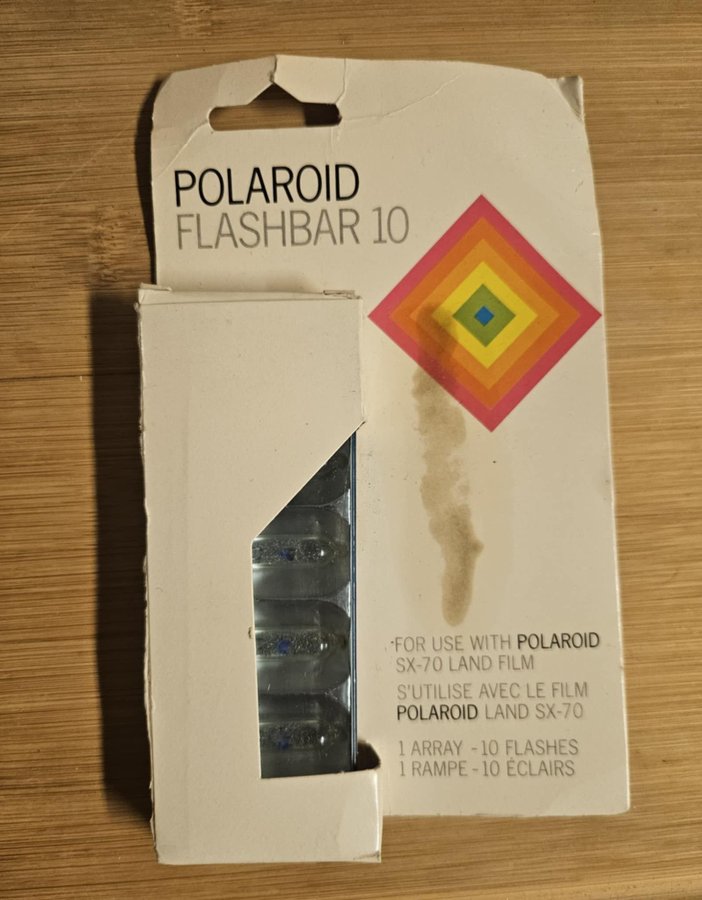 POLAROID
FLASHBAR 10
FOR USE WITH POLAROID
SX-70 LAND FILM
S'UTILISE AVEC LE FILM
POLAROID LAND SX-70
1 ARRAY - 10 FLASHES
1 RAMPE - 10 ÉCLAIRS